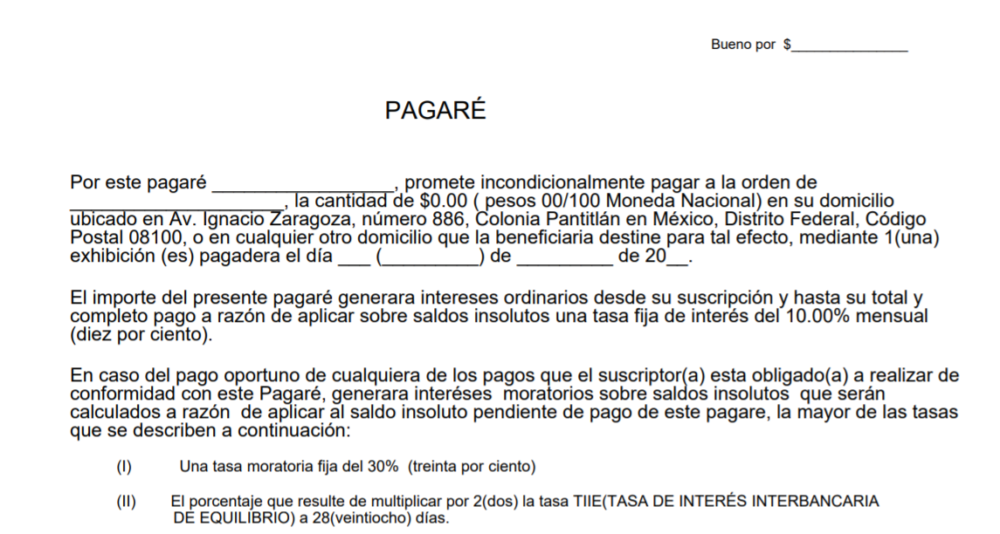 Bueno por $________________
PAGARÉ
Por este pagaré _________________, promete incondicionalmente pagar a la orden de
____________________, la cantidad de $0.00 ( pesos 00/100 Moneda Nacional) en su domicilio
ubicado en Av. Ignacio Zaragoza, número 886, Colonia Pantitlán en México, Distrito Federal, Código
Postal 08100, o en cualquier otro domicilio que la beneficiaria destine para tal efecto, mediante 1(una)
exhibición (es) pagadera el día ___ (_________) de _________ de 20__.
El importe del presente pagaré generara intereses ordinarios desde su suscripción y hasta su total y
completo pago a razón de aplicar sobre saldos insolutos una tasa fija de interés del 10.00% mensual
(diez por ciento).
En caso del pago oportuno de cualquiera de los pagos que el suscriptor(a) esta obligado(a) a realizar de
conformidad con este Pagaré, generara interéses moratorios sobre saldos insolutos que serán
calculados a razón de aplicar al saldo insoluto pendiente de pago de este pagare, la mayor de las tasas
que se describen a continuación:
(I) Una tasa moratoria fija del 30% (treinta por ciento)
(II) El porcentaje que resulte de multiplicar por 2(dos) la tasa TIIE(TASA DE INTERÉS INTERBANCARIA
DE EQUILIBRIO) a 28(veintiocho) días.